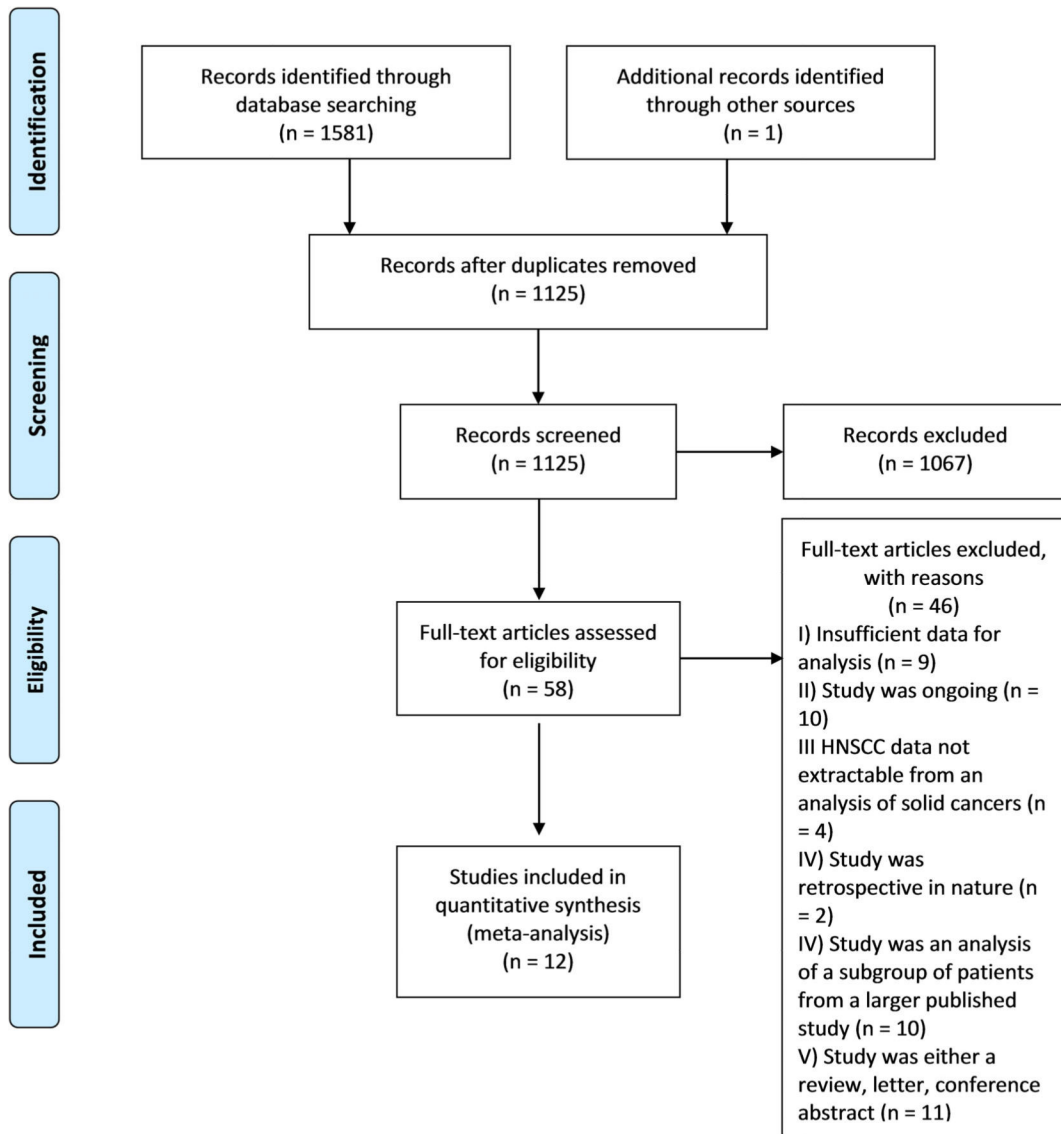 Identification
Records identified through
database searching
(n = 1581)
Additional records identified
through other sources
(n = 1)
Records after duplicates removed
(n = 1125)
Screening
Records screened
(n = 1125)
Records excluded
(n = 1067)
Eligibility
Full-text articles assessed
for eligibility
(n = 58)
Full-text articles excluded,
with reasons
(n = 46)
I) Insufficient data for
analysis (n = 9)
II) Study was ongoing (n =
10)
III HNSCC data not
extractable from an
analysis of solid cancers (n
= 4)
IV) Study was
retrospective in nature (n
= 2)
IV) Study was an analysis
of a subgroup of patients
from a larger published
study (n = 10)
V) Study was either a
review, letter, conference
abstract (n = 11)
Included
Studies included in
quantitative synthesis
(meta-analysis)
(n = 12)